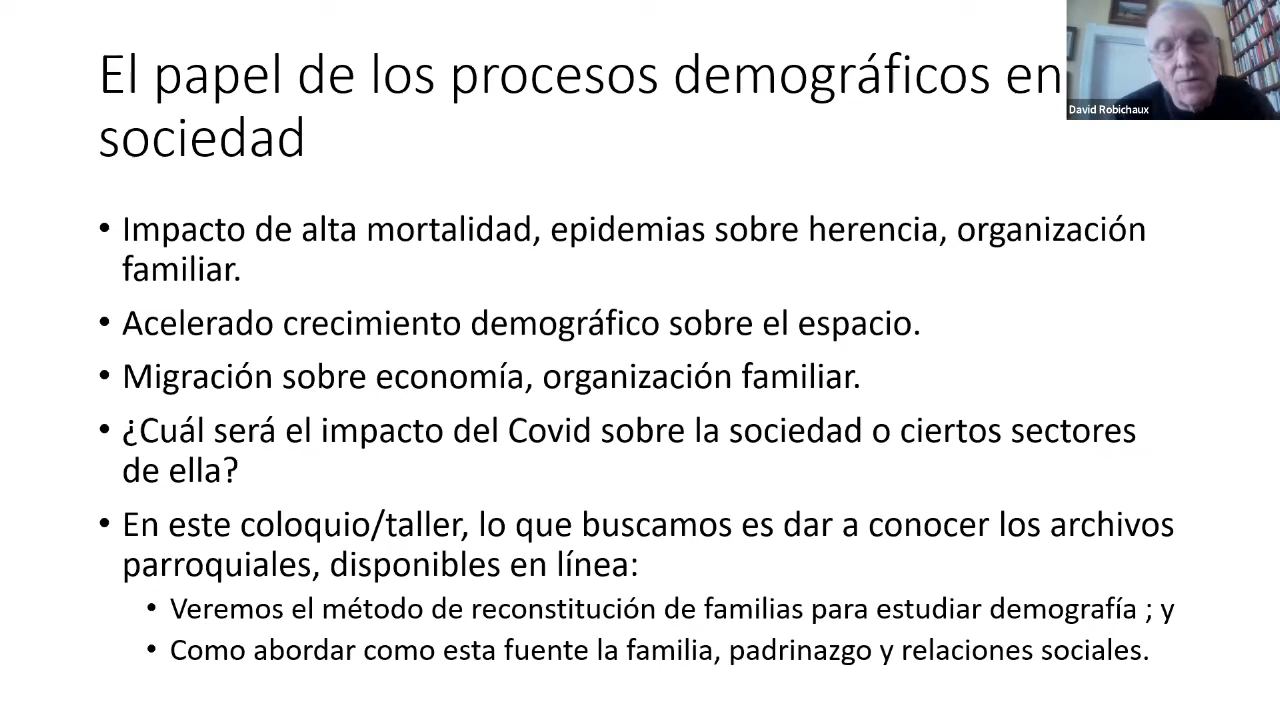 El papel de los procesos demográficos en
sociedad
David Robichaux
• Impacto de alta mortalidad, epidemias sobre herencia, organización
familiar.
• Acelerado crecimiento demográfico sobre el espacio.
• Migración sobre economía, organización familiar.
• ¿Cuál será el impacto del Covid sobre la sociedad o ciertos sectores
de ella?
• En este coloquio/taller, lo que buscamos es dar a conocer los archivos
parroquiales, disponibles en línea:
• Veremos el método de reconstitución de familias para estudiar demografía ; y
• Como abordar como esta fuente la familia, padrinazgo y relaciones sociales.